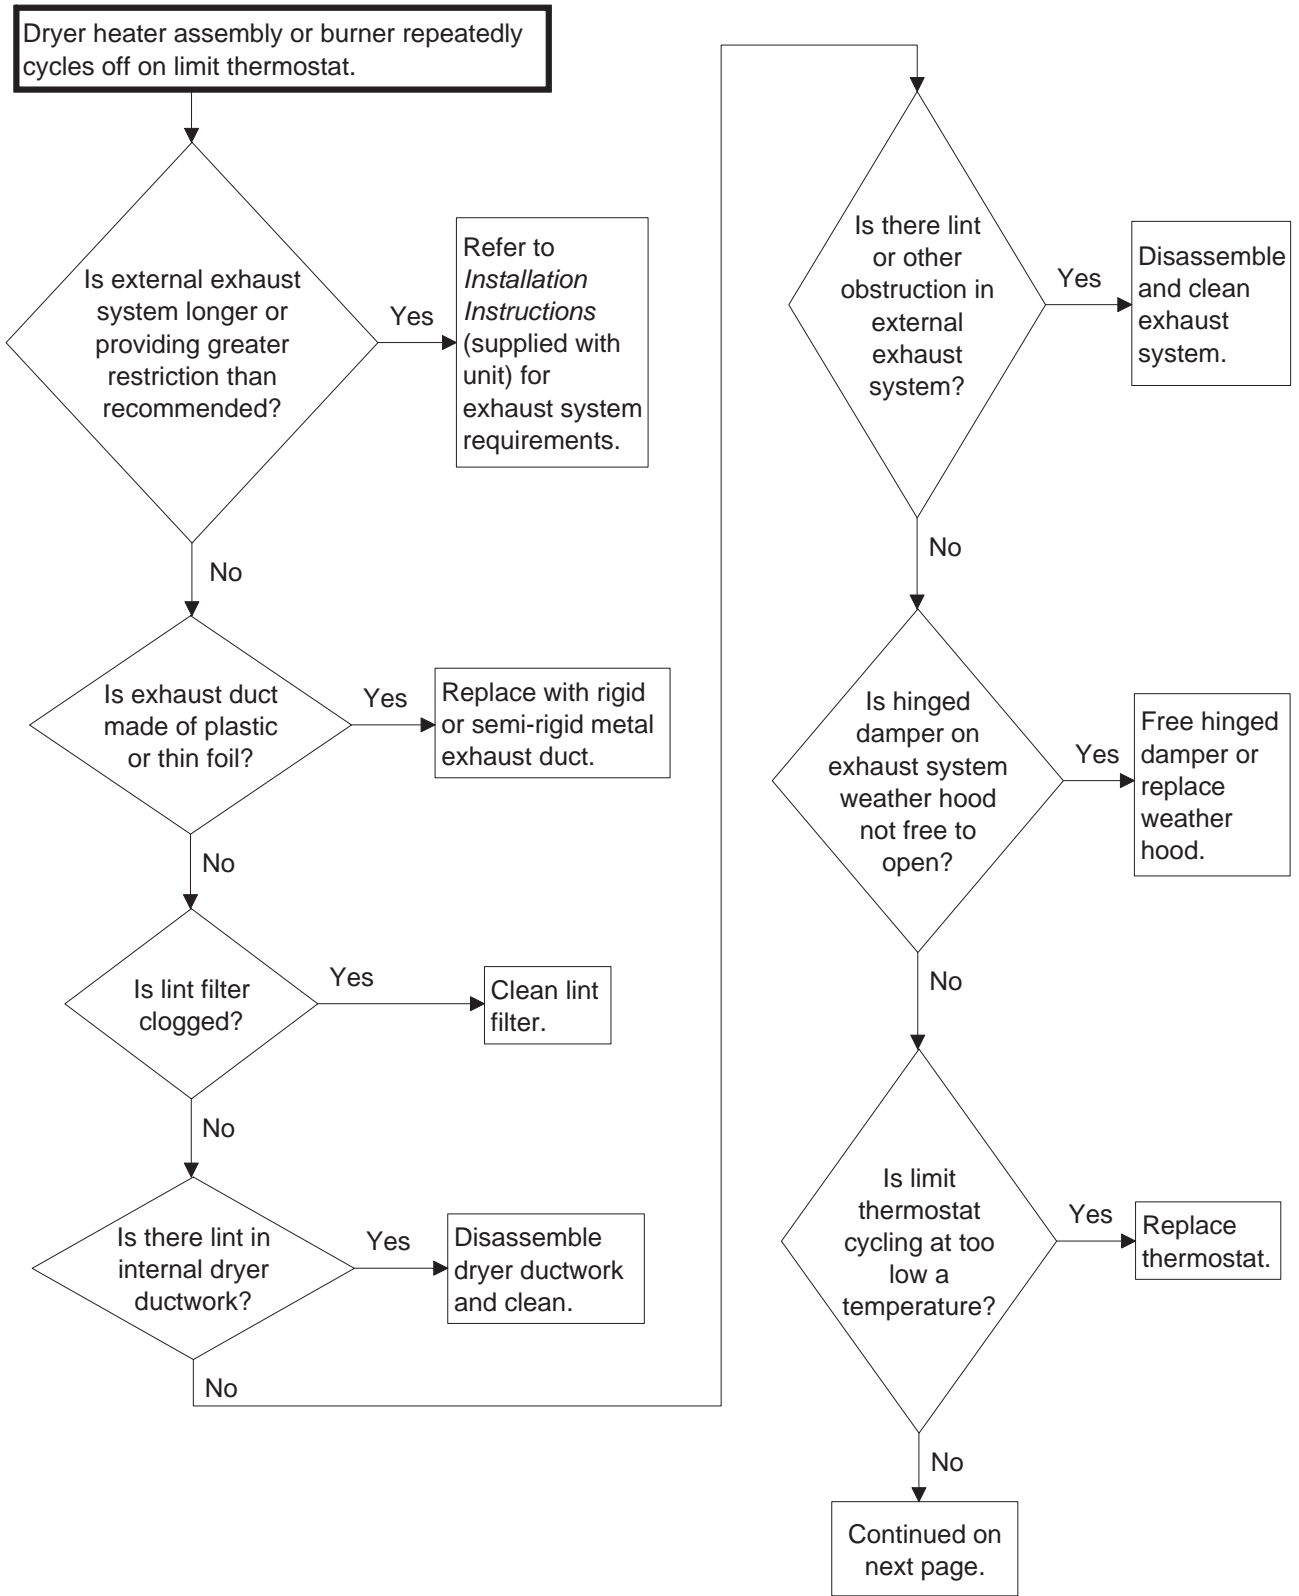 Dryer heater assembly or burner repeatedly
cycles off on limit thermostat.
Is external exhaust
system longer or
providing greater
restriction than
recommended?
Yes
Refer to
Installation
Instructions
(supplied with
unit) for
exhaust system
requirements.
No
Is exhaust duct
made of plastic
or thin foil?
Yes
Replace with rigid
or semi-rigid metal
exhaust duct.
No
Is lint filter
clogged?
Yes
Clean lint
filter.
No
Is there lint in
internal dryer
ductwork?
Yes
Disassemble
dryer ductwork
and clean.
No
Is there lint
or other
obstruction in
external
exhaust
system?
Yes
Disassemble
and clean
exhaust
system.
No
Is hinged
damper on
exhaust system
weather hood
not free to
open?
Yes
Free hinged
damper or
replace
weather
hood.
No
Is limit
thermostat
cycling at too
low a
temperature?
Yes
Replace
thermostat.
No
Continued on
next page.